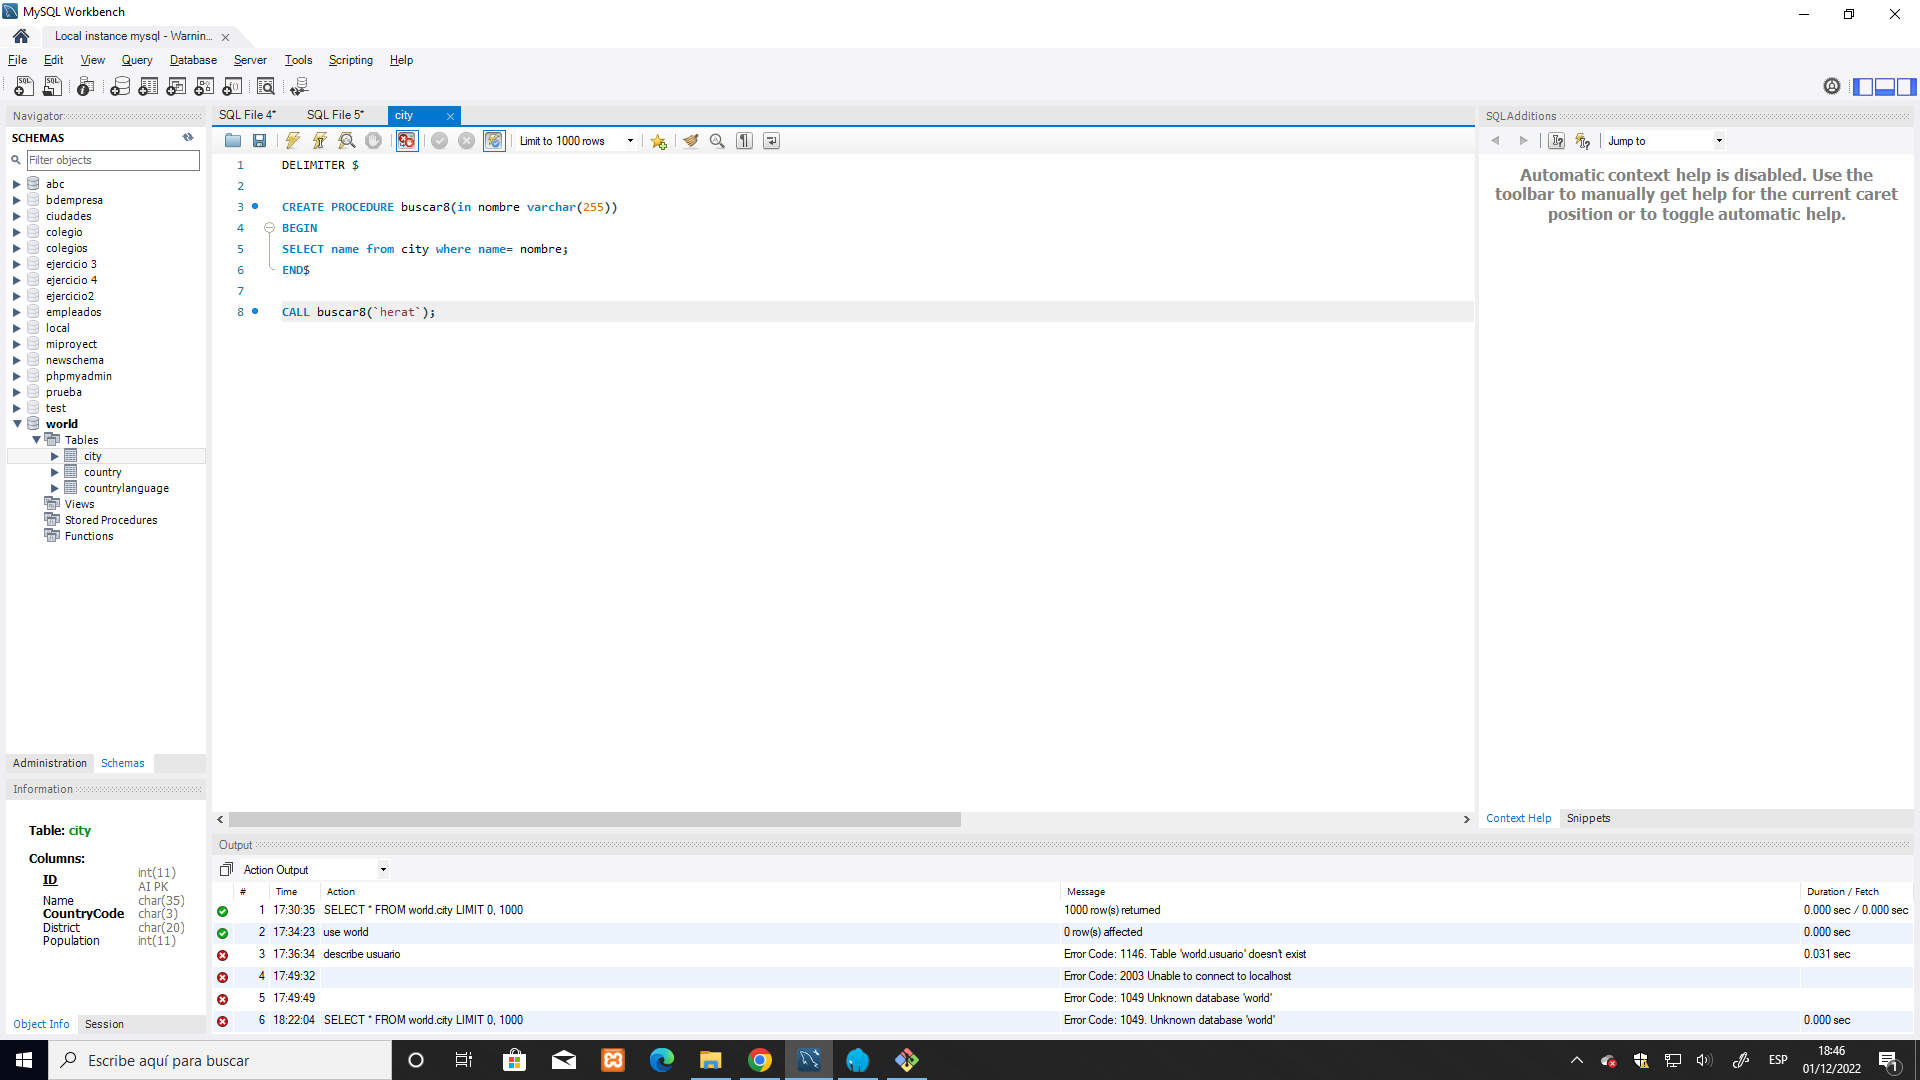 MySQL Workbench
Local instance mysql - Warnin...
File Edit View Query Database Server Tools Scripting Help
Navigator
SCHEMAS
Filter objects
abc
bdempresa
ciudades
colegio
colegios
ejercicio 3
ejercicio 4
ejercicio2
empleados
local
miproyect
newschema
phpmyadmin
prueba
test
world
Tables
city
country
countrylanguage
Views
Stored Procedures
Functions
Administration Schemas
Information
Table: city
Columns:
ID int(11)
AI PK
Name char(35)
CountryCode char(3)
District char(20)
Population int(11)
Object Info Session
SQL File 4* SQL File 5* city
Limit to 1000 rows
1 DELIMITER $
2
3 CREATE PROCEDURE buscar8(in nombre varchar(255))
4 BEGIN
5 SELECT name from city where name= nombre;
6 END$
7
8 CALL buscar8(`herat`);
SQLAdditions
Jump to
Automatic context help is disabled. Use the
toolbar to manually get help for the current caret
position or to toggle automatic help.
Context Help Snippets
Output
Action Output
# Time Action Message Duration / Fetch
1 17:30:35 SELECT * FROM world.city LIMIT 0, 1000 1000 row(s) returned 0.000 sec / 0.000 sec
2 17:34:23 use world 0 row(s) affected 0.000 sec
3 17:36:34 describe usuario Error Code: 1146. Table 'world.usuario' doesn't exist 0.031 sec
4 17:49:32 Error Code: 2003 Unable to connect to localhost
5 17:49:49 Error Code: 1049 Unknown database 'world'
6 18:22:04 SELECT * FROM world.city LIMIT 0, 1000 Error Code: 1049. Unknown database 'world' 0.000 sec
Escribe aquí para buscar
ESP
18:46
01/12/2022
1